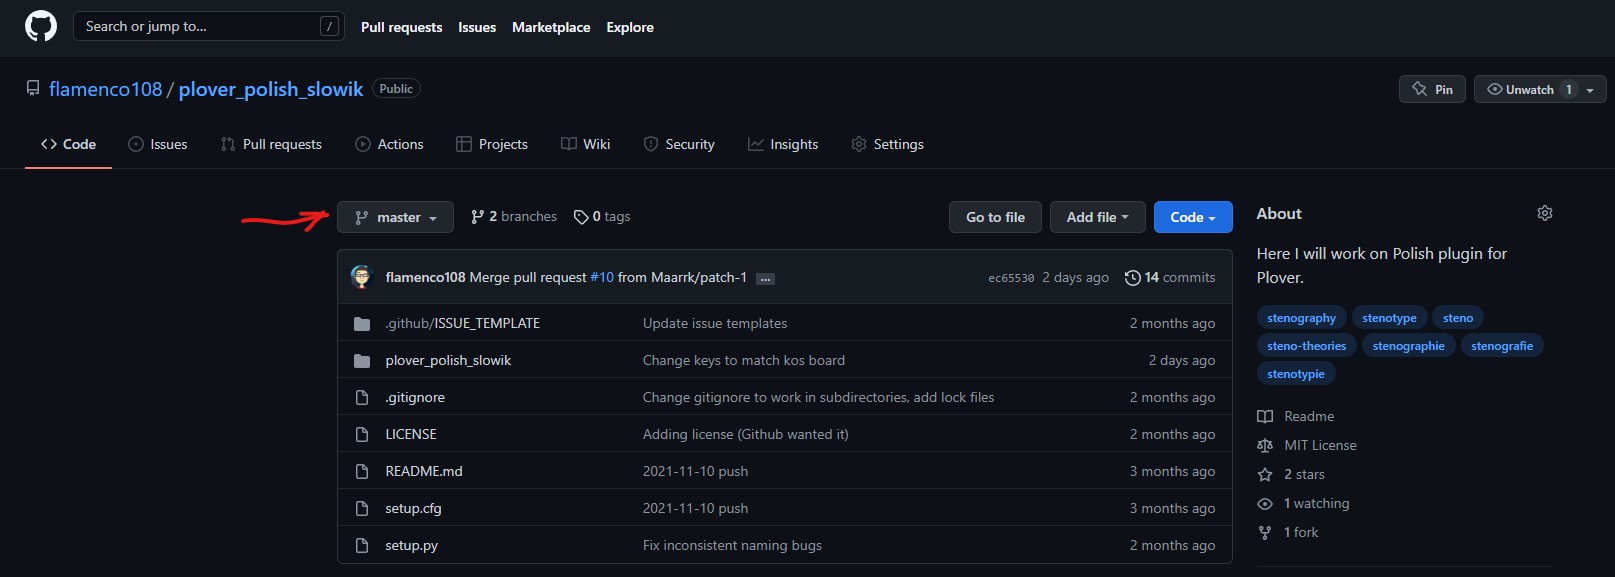 Search or jump to... / Pull requests Issues Marketplace Explore
flamenco108 / plover_polish_slowik Public Pin Unwatch 1
Code Issues Pull requests Actions Projects Wiki Security Insights Settings
master 2 branches 0 tags Go to file Add file Code
flamenco108 Merge pull request #10 from Maarrk/patch-1 ... ec65530 2 days ago 14 commits
.github/ISSUE_TEMPLATE Update issue templates 2 months ago
plover_polish_slowik Change keys to match kos board 2 days ago
.gitignore Change gitignore to work in subdirectories, add lock files 2 months ago
LICENSE Adding license (Github wanted it) 2 months ago
README.md 2021-11-10 push 3 months ago
setup.cfg 2021-11-10 push 3 months ago
setup.py Fix inconsistent naming bugs 2 months ago
About
Here I will work on Polish plugin for
Plover.
stenography stenotype steno
steno-theories stenographie stenografie
stenotypie
Readme
MIT License
2 stars
1 watching
1 fork